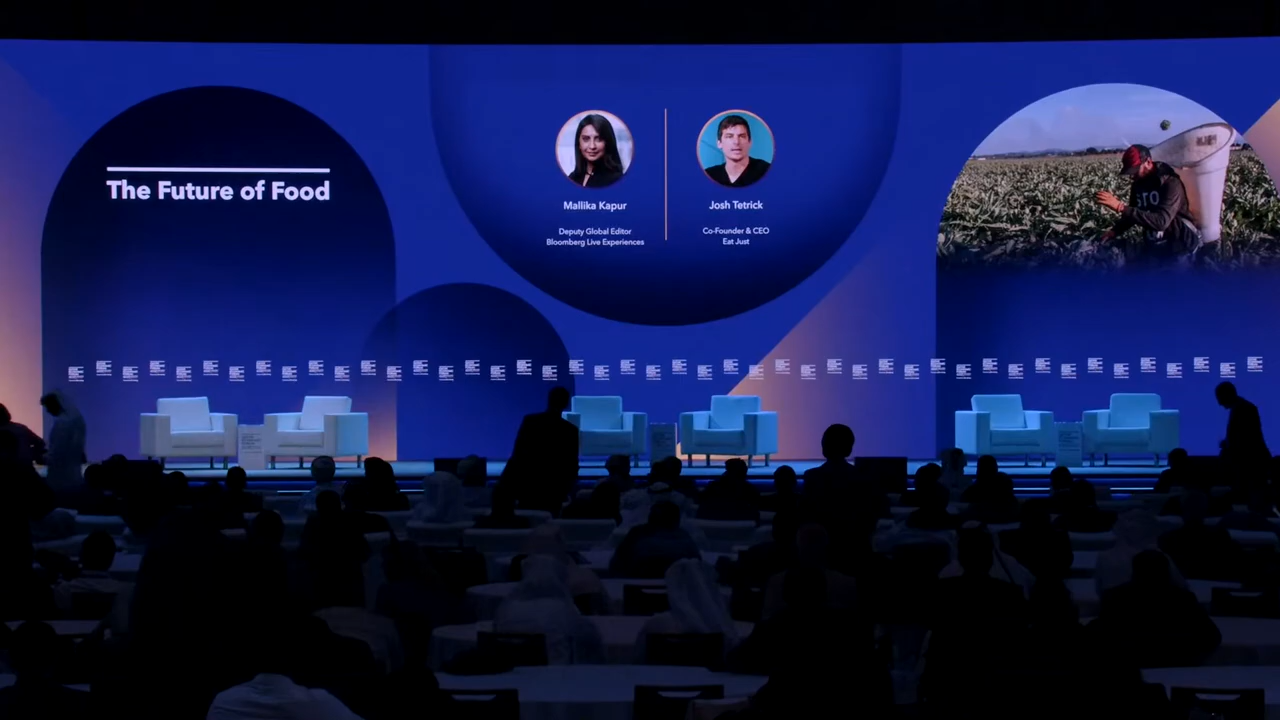 The Future of Food
Mallika Kapur
Deputy Global Editor
Bloomberg Live Experiences
Josh Tetrick
Co-Founder & CEO
Eat Just